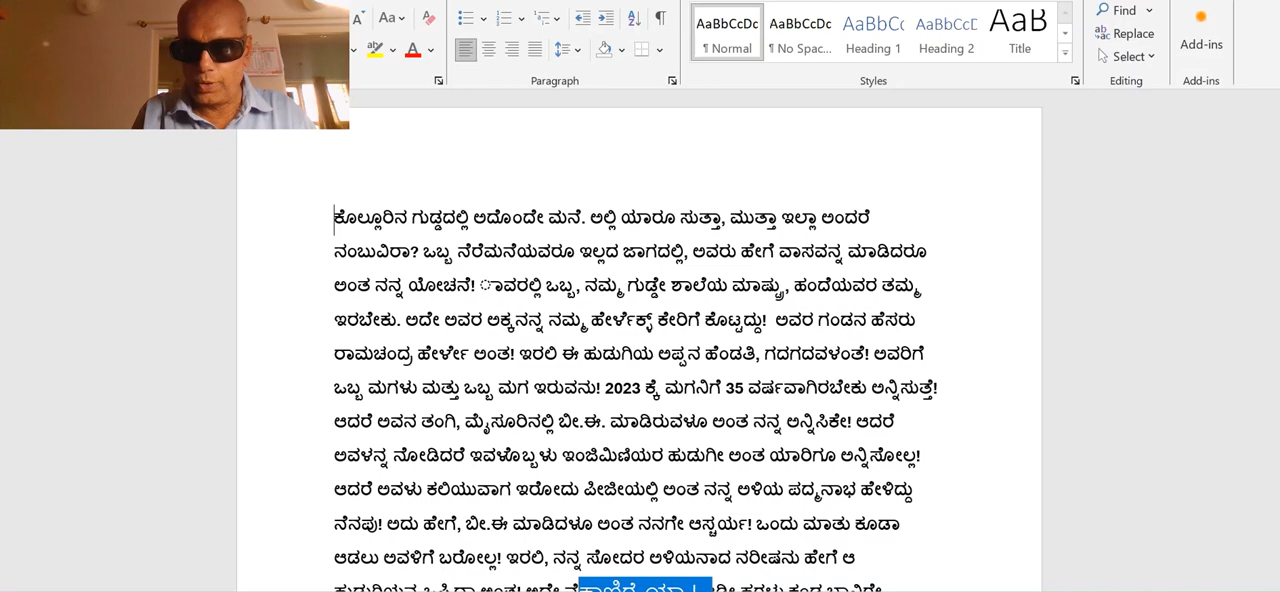 Aa
Find
Replace
Select
Add-ins
AaBbCcDc
AaBbCcDc
AaBbCc
AaBbCcD
AaB
¶ Normal
¶ No Spac...
Heading 1
Heading 2
Title
Paragraph
Styles
Editing
Add-ins
ಕೊಲ್ಲೂರಿನ ಗುಡ್ಡದಲ್ಲಿ ಅದೊಂದೇ ಮನೆ. ಅಲ್ಲಿ ಯಾರೂ ಸುತ್ತಾ, ಮುತ್ತಾ ಇಲ್ಲಾ ಅಂದರೆ
ನಂಬುವಿರಾ? ಒಬ್ಬ ನೆರೆಮನೆಯವರೂ ಇಲ್ಲದ ಜಾಗದಲ್ಲಿ, ಅವರು ಹೇಗೆ ವಾಸವನ್ನ ಮಾಡಿದರೂ
ಅಂತ ನನ್ನ ಯೋಚನೆ! ಾವರಲ್ಲಿ ಒಬ್ಬ, ನಮ್ಮ ಗುಡ್ಡೇ ಶಾಲೆಯ ಮಾಷ್ಟ್ರು, ಹಂದೆಯವರ ತಮ್ಮ
ಇರಬೇಕು. ಅದೇ ಅವರ ಅಕ್ಕನನ್ನ ನಮ್ಮ ಹೇರ್ಳೆಕ್ಳ್ ಕೇರಿಗೆ ಕೊಟ್ಟದ್ದು! ಅವರ ಗಂಡನ ಹೆಸರು
ರಾಮಚಂದ್ರ ಹೇರ್ಳೇ ಅಂತ! ಇರಲಿ ಈ ಹುಡುಗಿಯ ಅಪ್ಪನ ಹೆಂಡತಿ, ಗದಗದವಳಂತೆ! ಅವರಿಗೆ
ಒಬ್ಬ ಮಗಳು ಮತ್ತು ಒಬ್ಬ ಮಗ ಇರುವನು! 2023 ಕ್ಕೆ ಮಗನಿಗೆ 35 ವರ್ಷವಾಗಿರಬೇಕು ಅನ್ನಿಸುತ್ತೆ!
ಆದರೆ ಅವನ ತಂಗಿ, ಮೈಸೂರಿನಲ್ಲಿ ಬೀ.ಈ. ಮಾಡಿರುವಳೂ ಅಂತ ನನ್ನ ಅನ್ನಿಸಿಕೇ! ಆದರೆ
ಅವಳನ್ನ ನೋಡಿದರೆ ಇವಳೊಬ್ಬಳು ಇಂಜಿಮಿಣಿಯರ ಹುಡುಗೀ ಅಂತ ಯಾರಿಗೂ ಅನ್ನಿಸೋಲ್ಲ!
ಆದರೆ ಅವಳು ಕಲಿಯುವಾಗ ಇರೋದು ಪೀಜೀಯಲ್ಲಿ ಅಂತ ನನ್ನ ಅಳಿಯ ಪದ್ಮನಾಭ ಹೇಳಿದ್ದು
ನೆನಪು! ಅದು ಹೇಗೆ, ಬೀ.ಈ ಮಾಡಿದಳೂ ಅಂತ ನನಗೇ ಆಸ್ಚರ್ಯ! ಒಂದು ಮಾತು ಕೂಡಾ
ಆಡಲು ಅವಳಿಗೆ ಬರೋಲ್ಲ! ಇರಲಿ, ನನ್ನ ಸೋದರ ಅಳಿಯನಾದ ನರೀಷನು ಹೇಗೆ ಆ